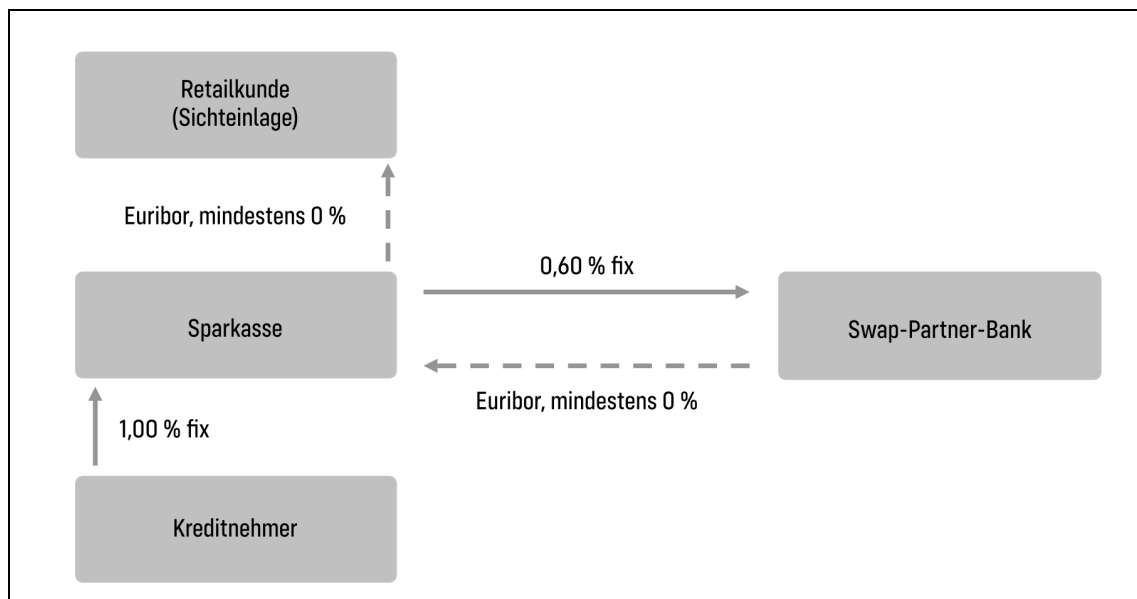 Retailkunde
(Sichteinlage)
Euribor, mindestens 0 %
0,60 % fix
Sparkasse
Swap-Partner-Bank
Euribor, mindestens 0 %
1,00 % fix
Kreditnehmer